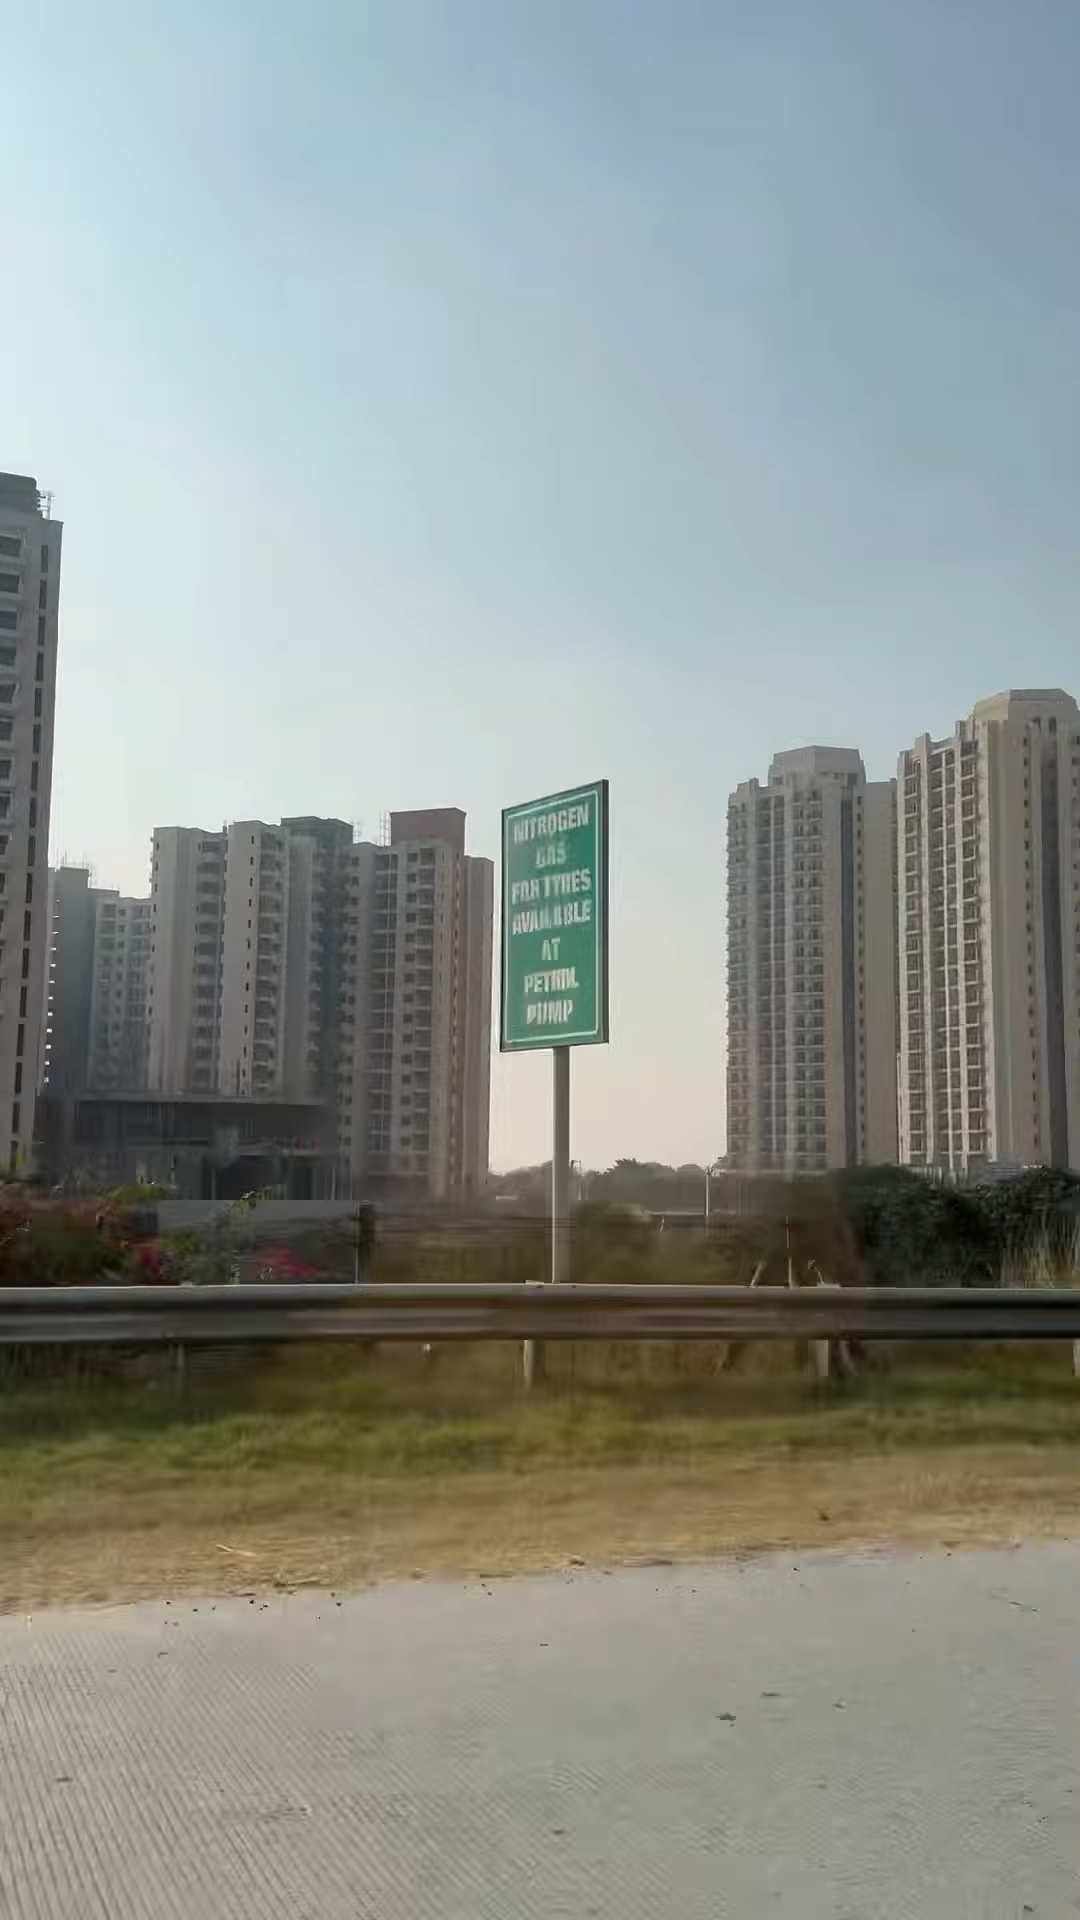 NITROGEN
GAS
FOR TYRES
AVAILABLE
AT
PETROL
PUMP